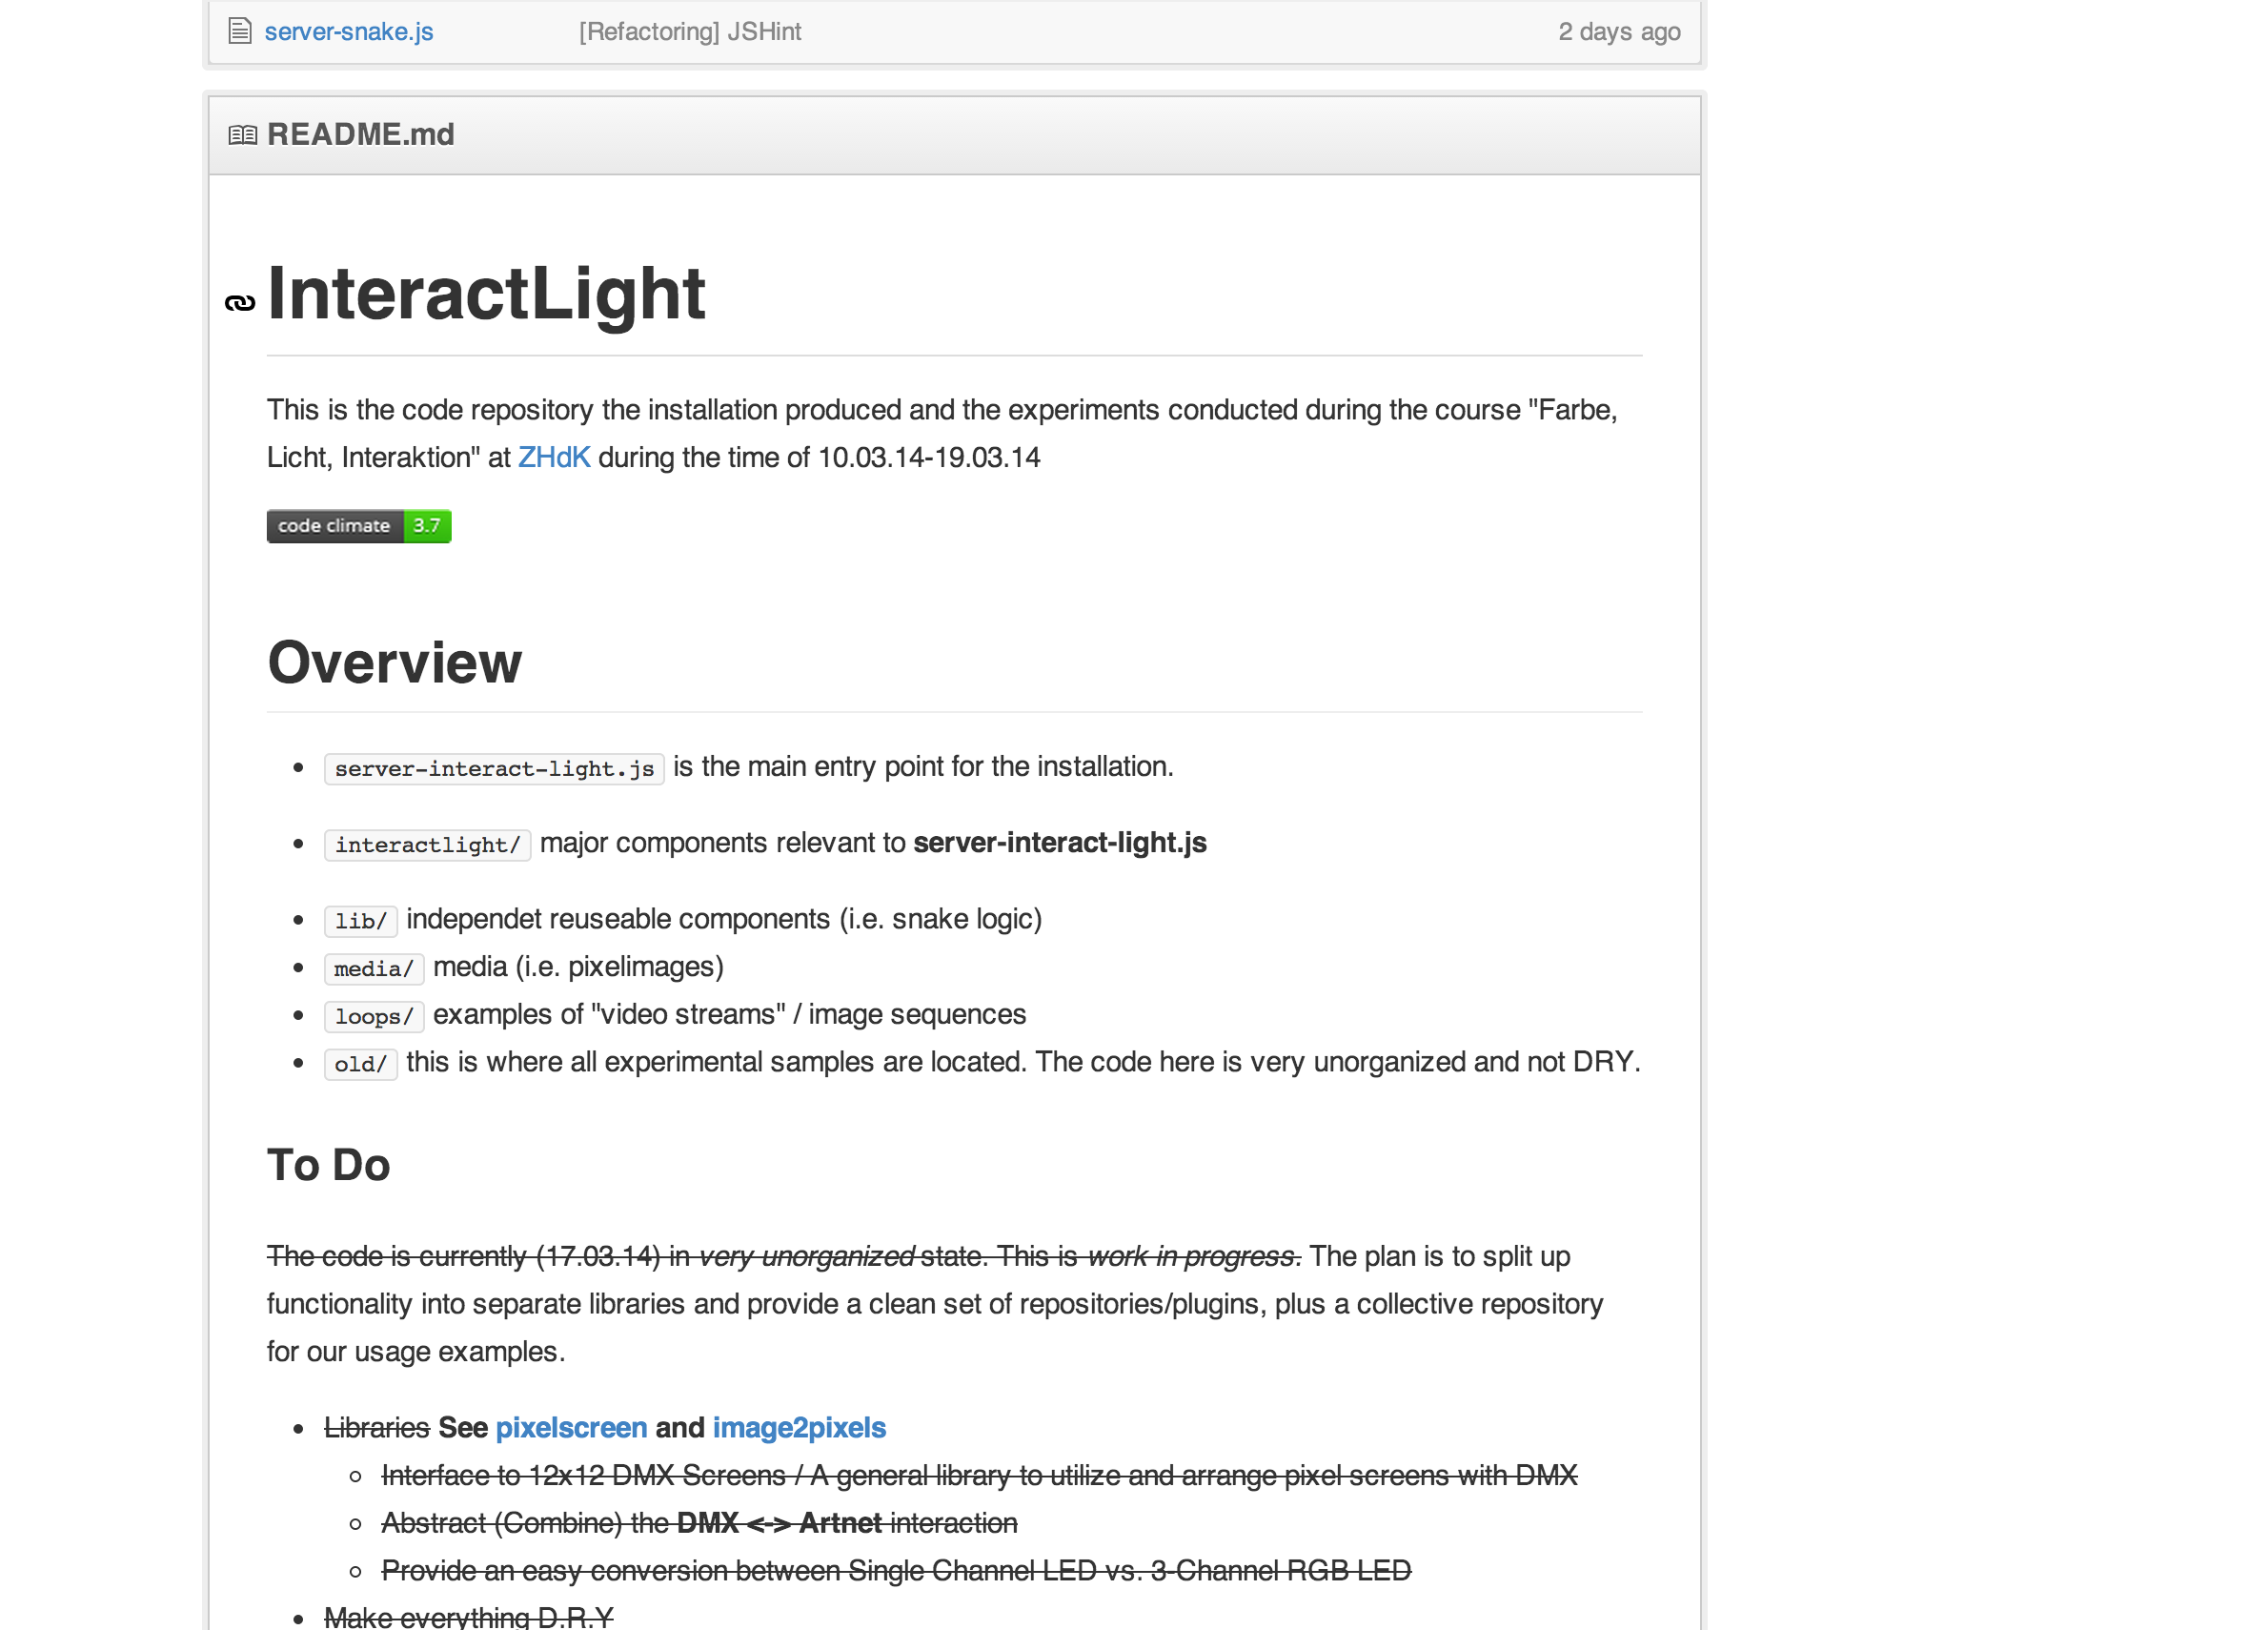 server-snake.js [Refactoring] JSHint 2 days ago
README.md
InteractLight
This is the code repository the installation produced and the experiments conducted during the course "Farbe,
Licht, Interaktion" at ZHdK during the time of 10.03.14-19.03.14
code climate 3.7
Overview
server-interact-light.js is the main entry point for the installation.
interactlight/ major components relevant to server-interact-light.js
lib/ independet reuseable components (i.e. snake logic)
media/ media (i.e. pixelimages)
loops/ examples of "video streams" / image sequences
old/ this is where all experimental samples are located. The code here is very unorganized and not DRY.
To Do
The code is currently (17.03.14) in very unorganized state. This is work in progress. The plan is to split up
functionality into separate libraries and provide a clean set of repositories/plugins, plus a collective repository
for our usage examples.
Libraries See pixelscreen and image2pixels
Interface to 12x12 DMX Screens / A general library to utilize and arrange pixel screens with DMX
Abstract (Combine) the DMX <-> Artnet interaction
Provide an easy conversion between Single Channel LED vs. 3-Channel RGB LED
Make everything D.R.Y